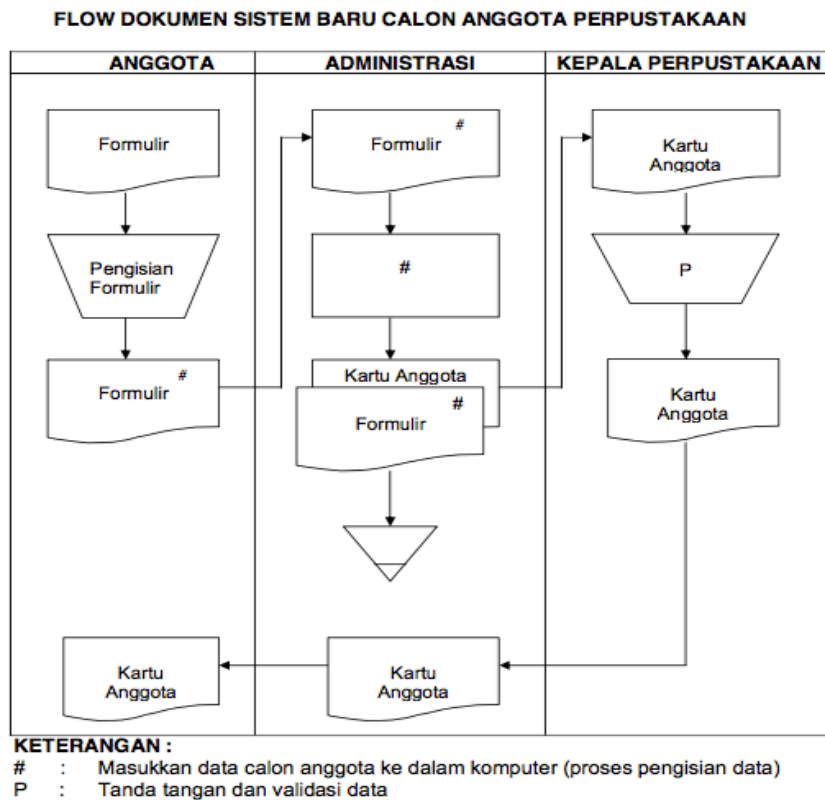 FLOW DOKUMEN SISTEM BARU CALON ANGGOTA PERPUSTAKAAN
ANGGOTA
ADMINISTRASI
KEPALA PERPUSTAKAAN
Formulir
Pengisian
Formulir
Formulir #
Formulir #
#
Kartu Anggota
Formulir #
Kartu
Anggota
P
Kartu
Anggota
Kartu
Anggota
Kartu
Anggota
KETERANGAN :
# : Masukkan data calon anggota ke dalam komputer (proses pengisian data)
P : Tanda tangan dan validasi data